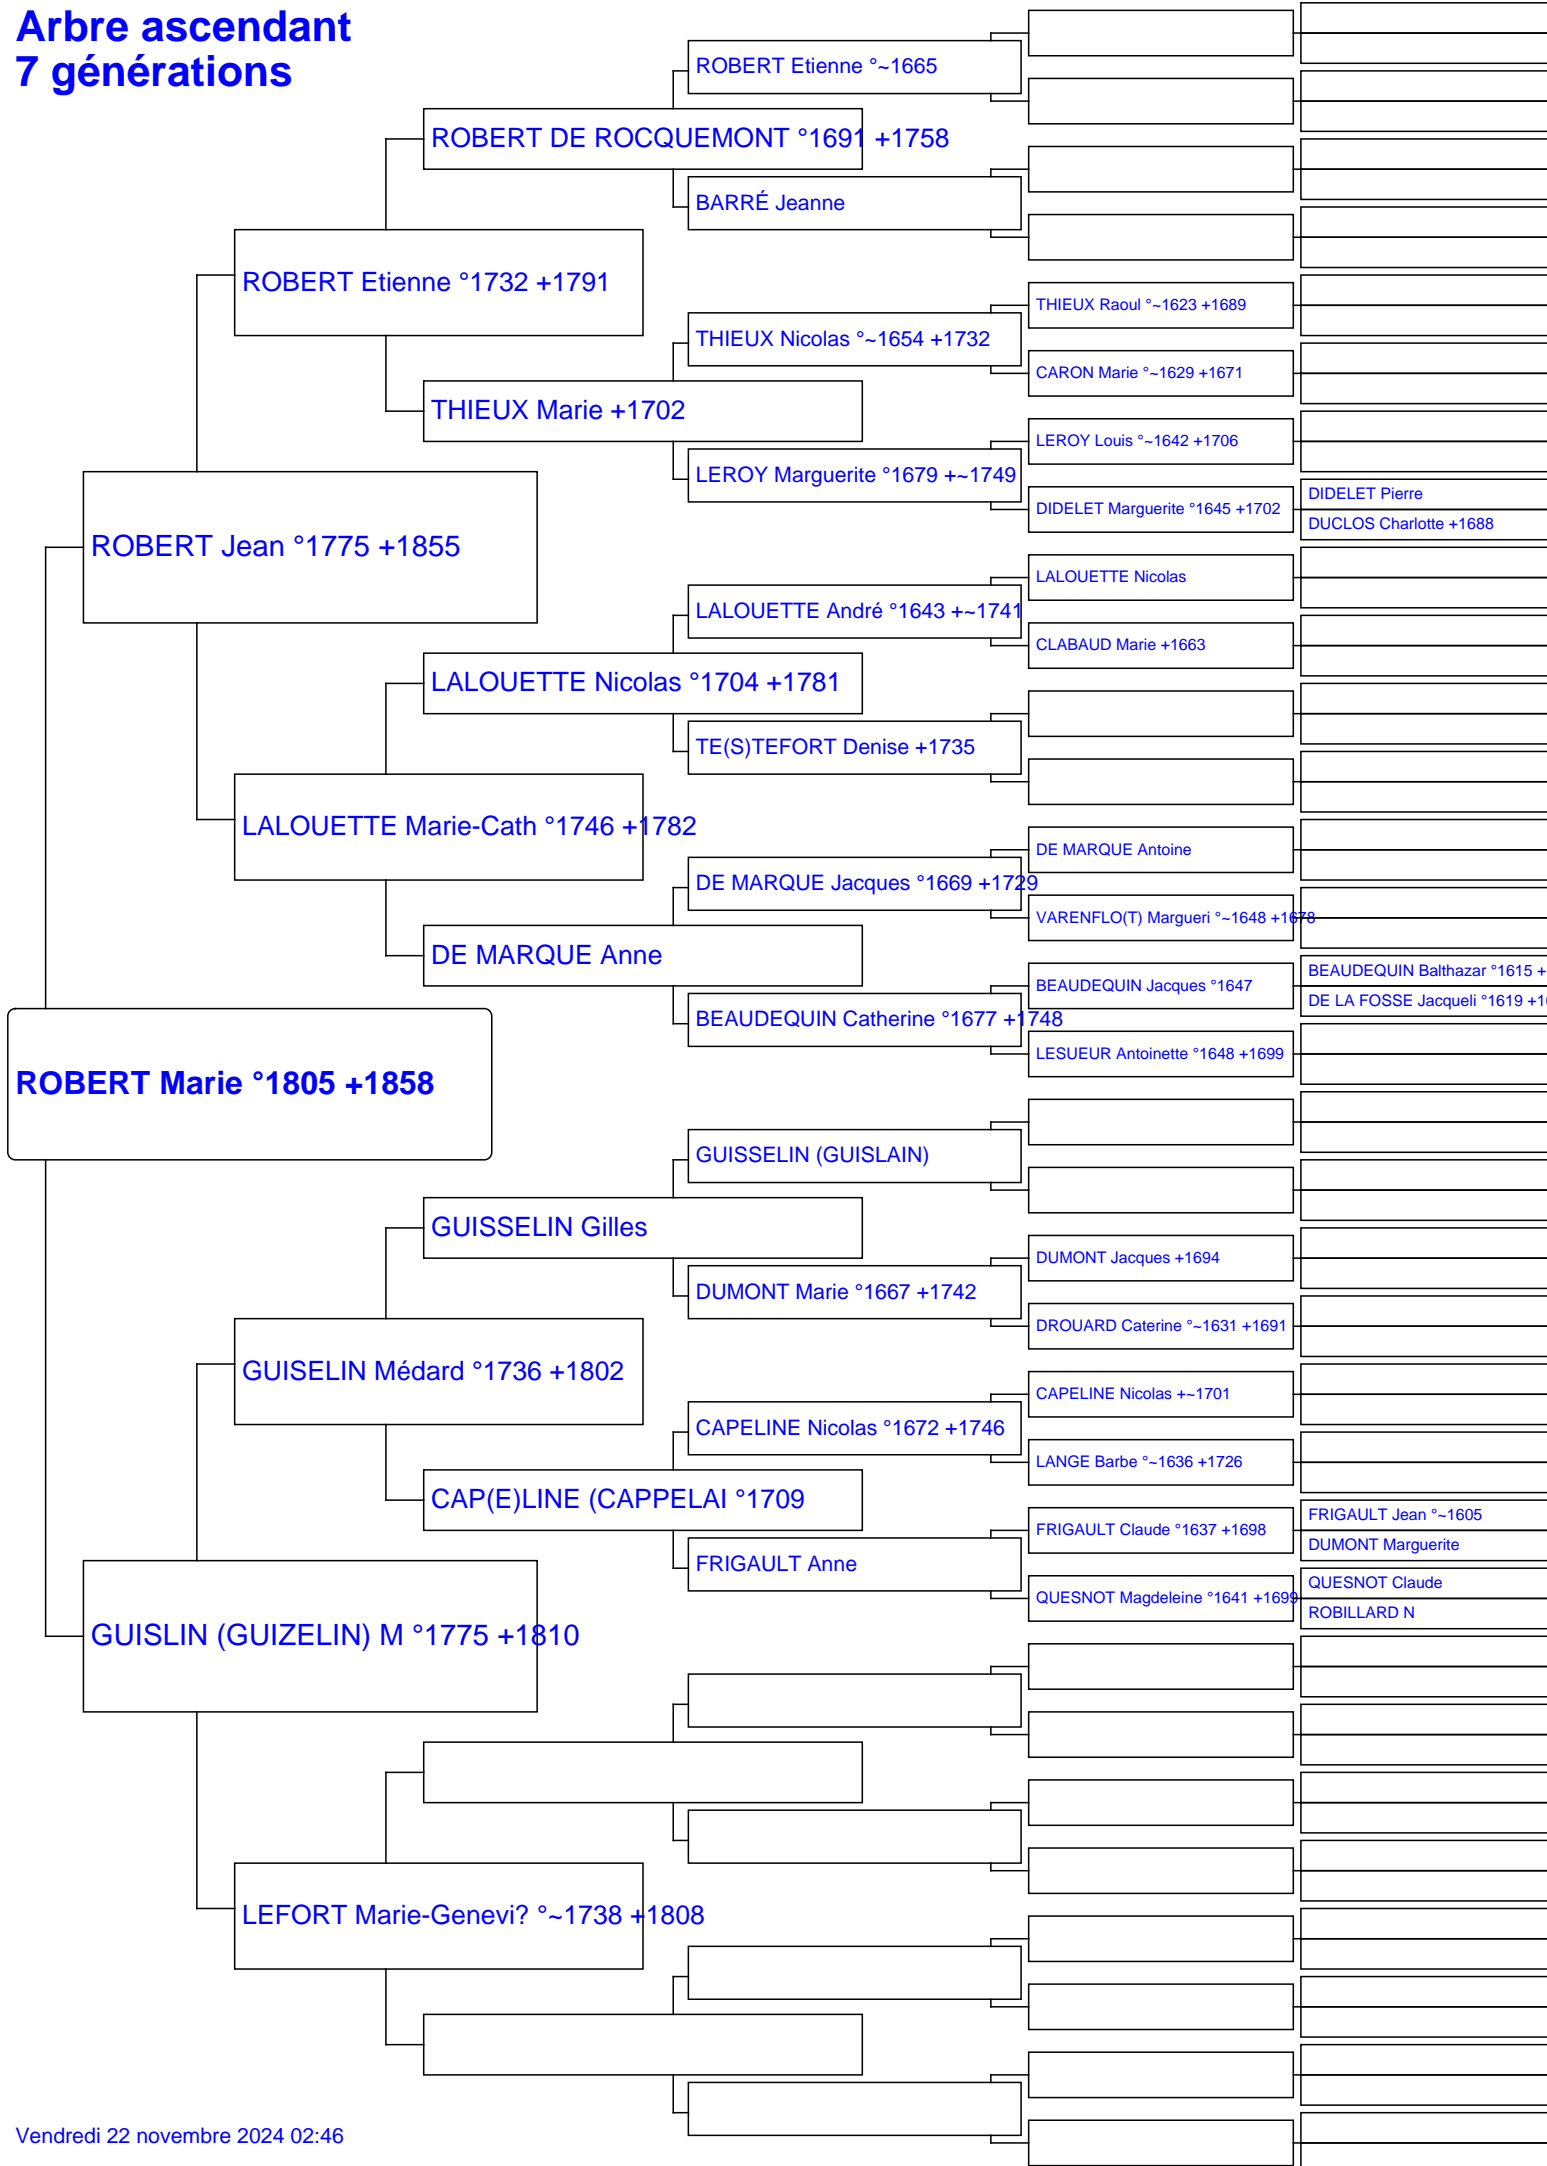 Arbre ascendant
7 générations
ROBERT Etienne °~1665
ROBERT DE ROCQUEMONT °1691 +1758
BARRÉ Jeanne
ROBERT Etienne °1732 +1791
THIEUX Raoul °~1623 +1689
THIEUX Nicolas °~1654 +1732
CARON Marie °~1629 +1671
THIEUX Marie +1702
LEROY Louis °~1642 +1706
LEROY Marguerite °1679 +~1749
DIDELET Pierre
DIDELET Marguerite °1645 +1702
DUCLOS Charlotte +1688
ROBERT Jean °1775 +1855
LALOUETTE Nicolas
LALOUETTE André °1643 +~1741
CLABAUD Marie +1663
LALOUETTE Nicolas °1704 +1781
TE(S)TEFORT Denise +1735
LALOUETTE Marie-Cath °1746 +1782
DE MARQUE Antoine
DE MARQUE Jacques °1669 +1729
VARENFLO(T) Margueri °~1648 +1678
DE MARQUE Anne
BEAUDEQUIN Balthazar °1615 +
BEAUDEQUIN Jacques °1647
DE LA FOSSE Jacqueli °1619 +1
BEAUDEQUIN Catherine °1677 +1748
LESUEUR Antoinette °1648 +1699
ROBERT Marie °1805 +1858
GUISSELIN (GUISLAIN)
GUISSELIN Gilles
DUMONT Jacques +1694
DUMONT Marie °1667 +1742
DROUARD Caterine °~1631 +1691
GUISELIN Médard °1736 +1802
CAPELINE Nicolas +~1701
CAPELINE Nicolas °1672 +1746
LANGE Barbe °~1636 +1726
CAP(E)LINE (CAPPELAI °1709
FRIGAULT Jean °~1605
FRIGAULT Claude °1637 +1698
DUMONT Marguerite
FRIGAULT Anne
QUESNOT Claude
QUESNOT Magdeleine °1641 +1699
ROBILLARD N
GUISLIN (GUIZELIN) M °1775 +1810
LEFORT Marie-Genevi? °~1738 +1808
Vendredi 22 novembre 2024 02:46